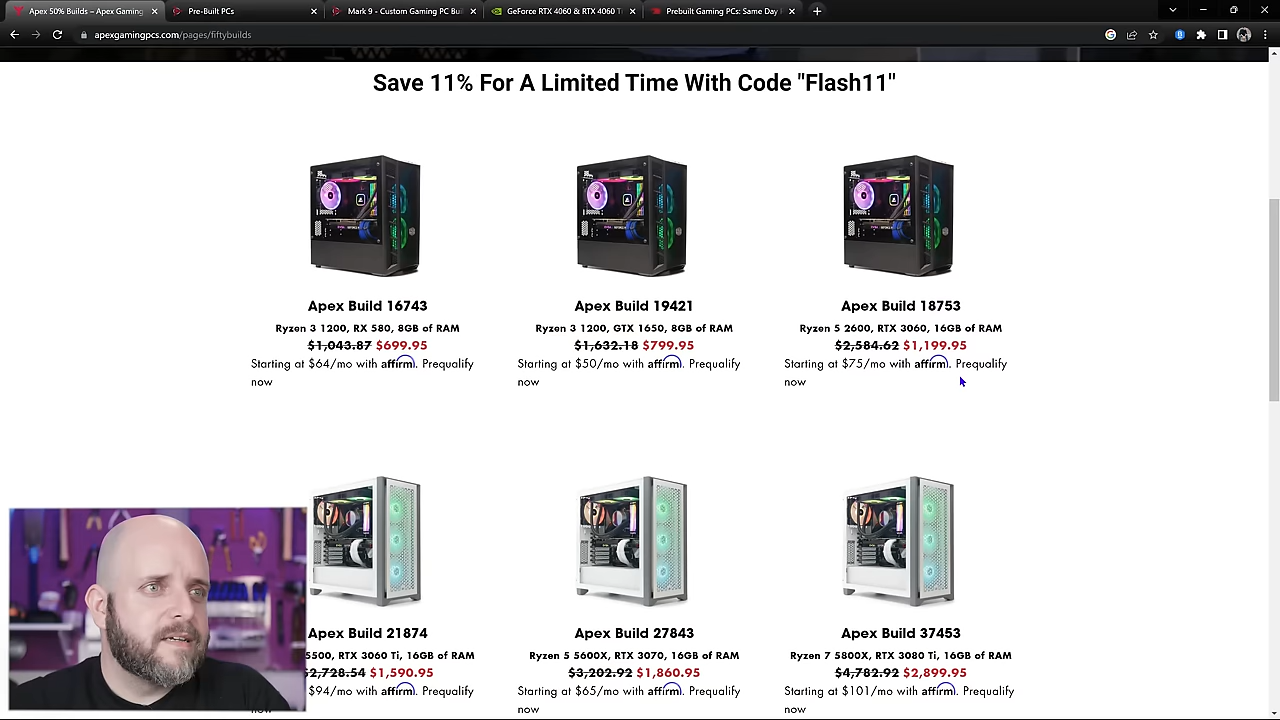 Apex 50% Builds – Apex Gaming
Pre-Built PCs
Mark 9 - Custom Gaming PC Bui
GeForce RTX 4060 & RTX 4060 T
Prebuilt Gaming PCs: Same Day
apexgamingpcs.com/pages/fiftybuilds
Save 11% For A Limited Time With Code "Flash11"
Apex Build 16743
Ryzen 3 1200, RX 580, 8GB of RAM
$1,043.87 $699.95
Starting at $64/mo with affirm. Prequalify
now
Apex Build 19421
Ryzen 3 1200, GTX 1650, 8GB of RAM
$1,632.18 $799.95
Starting at $50/mo with affirm. Prequalify
now
Apex Build 18753
Ryzen 5 2600, RTX 3060, 16GB of RAM
$2,584.62 $1,199.95
Starting at $75/mo with affirm. Prequalify
now
Apex Build 21874
5500, RTX 3060 Ti, 16GB of RAM
$2,728.54 $1,590.95
$94/mo with affirm. Prequalify
now
Apex Build 27843
Ryzen 5 5600X, RTX 3070, 16GB of RAM
$3,202.92 $1,860.95
Starting at $65/mo with affirm. Prequalify
now
Apex Build 37453
Ryzen 7 5800X, RTX 3080 Ti, 16GB of RAM
$4,782.92 $2,899.95
Starting at $101/mo with affirm. Prequalify
now